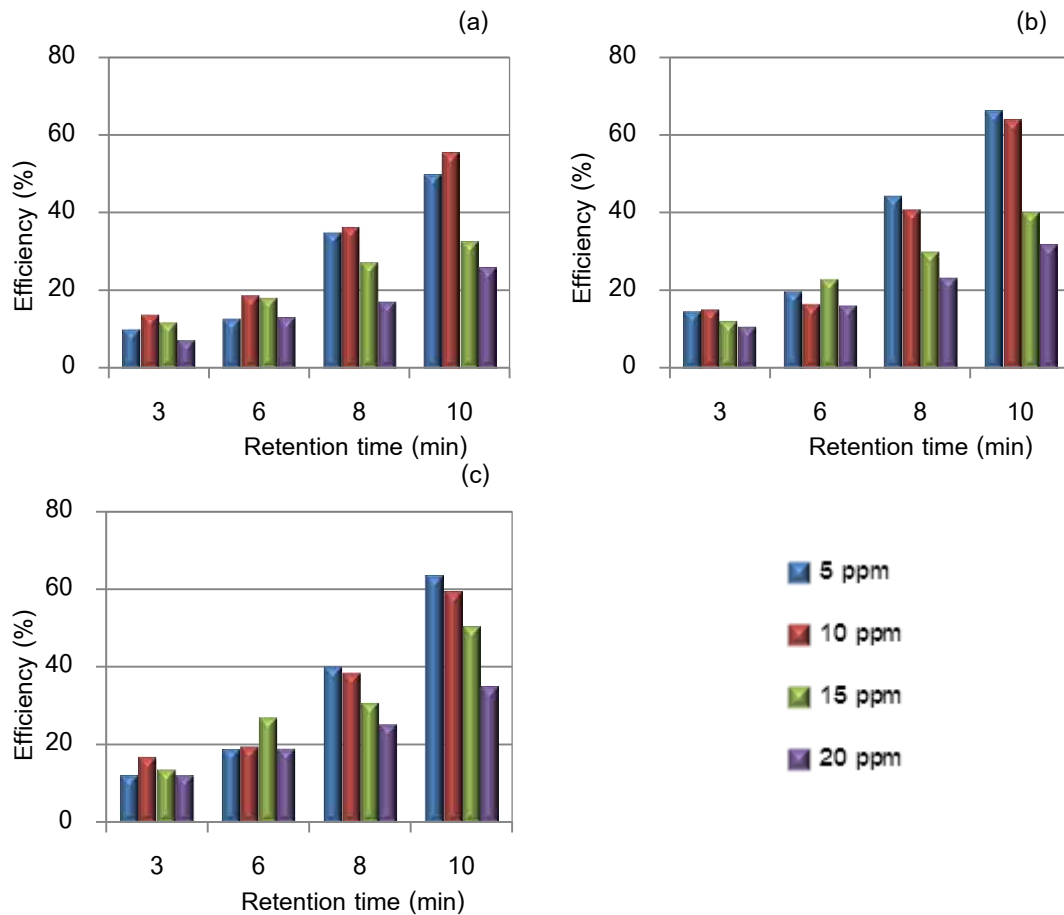 (a)
80
60
40
20
0
Efficiency (%)
3 6 8 10
Retention time (min)
(b)
80
60
40
20
0
Efficiency (%)
3 6 8 10
Retention time (min)
(c)
80
60
40
20
0
Efficiency (%)
3 6 8 10
Retention time (min)
5 ppm
10 ppm
15 ppm
20 ppm